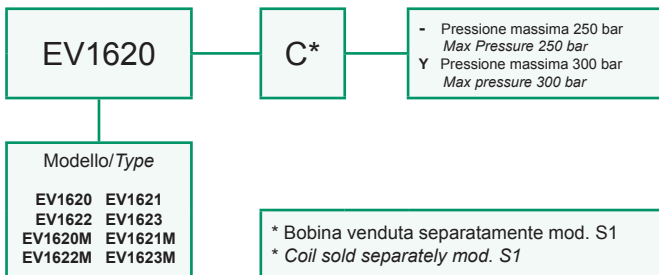 EV1620
C*
- Pressione massima 250 bar
Max Pressure 250 bar
Y Pressione massima 300 bar
Max pressure 300 bar
Modello/Type
EV1620 EV1621
EV1622 EV1623
EV1620M EV1621M
EV1622M EV1623M
* Bobina venduta separatamente mod. S1
* Coil sold separately mod. S1